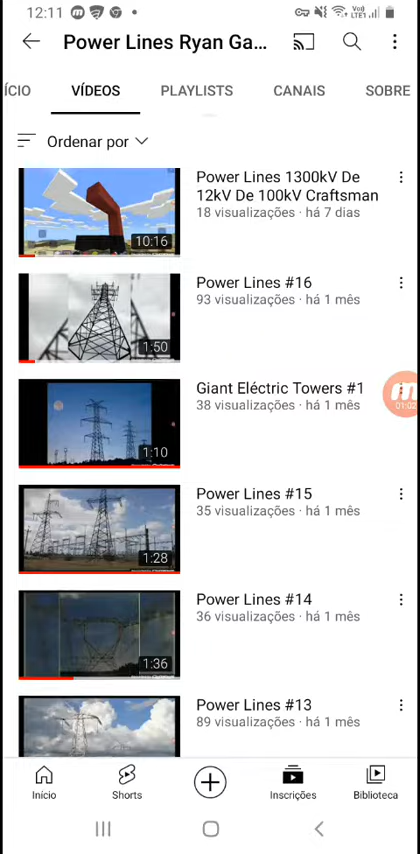 12:11
Vo)) LTE1
Power Lines Ryan Ga...
ÍCIO VÍDEOS PLAYLISTS CANAIS SOBRE
Ordenar por
Power Lines 1300kV De
12kV De 100kV Craftsman
18 visualizações · há 7 dias
10:16
Power Lines #16
93 visualizações · há 1 mês
1:50
Giant Eléctric Towers #1
38 visualizações · há 1 mês
01:02
1:10
Power Lines #15
35 visualizações · há 1 mês
1:28
Power Lines #14
36 visualizações · há 1 mês
1:36
Power Lines #13
89 visualizações · há 1 mês
Início Shorts Inscrições Biblioteca